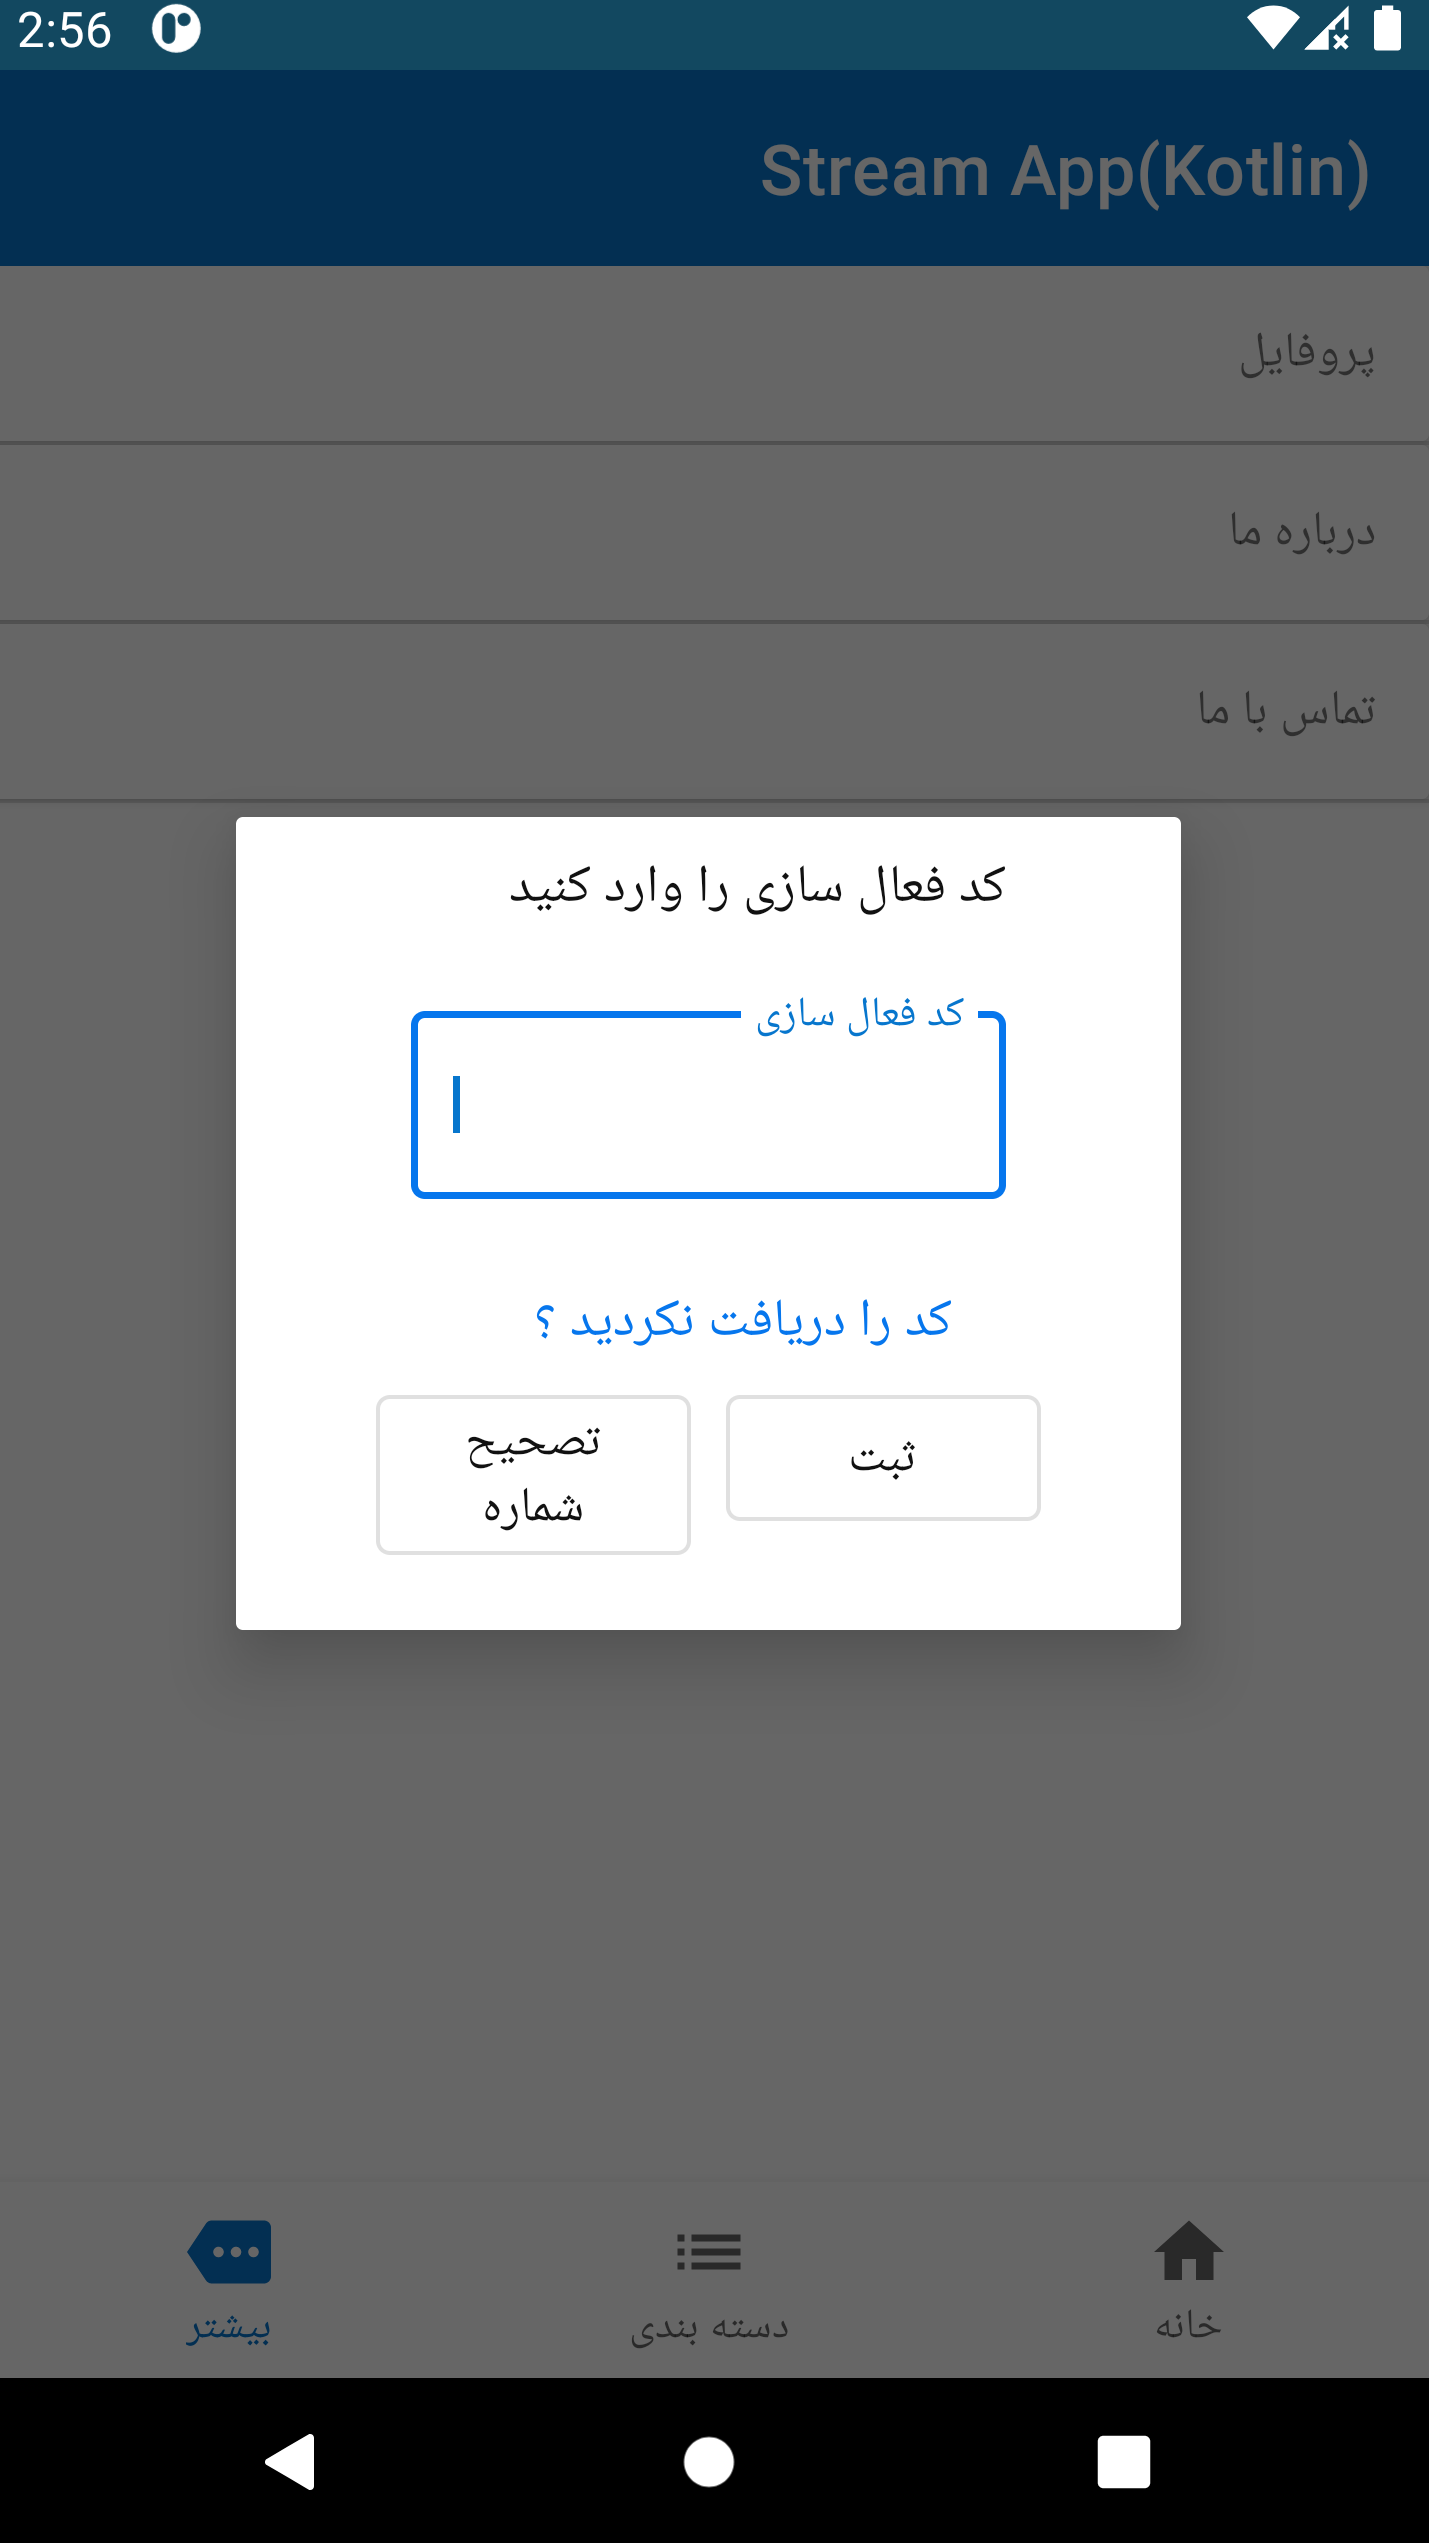 2:56
Stream App(Kotlin)
پروفایل
درباره ما
تماس با ما
کد فعال سازی را وارد کنید
کد فعال سازی
کد را دریافت نکردید ؟
ثبت
تصحیح
شماره
خانه
دسته بندی
بیشتر